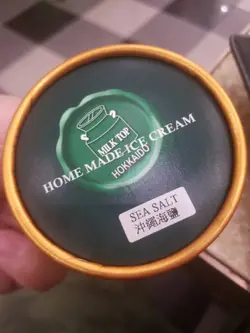 MILK TOP
HOKKAIDO
HOME MADE ICE CREAM
SEA SALT
沖繩海鹽